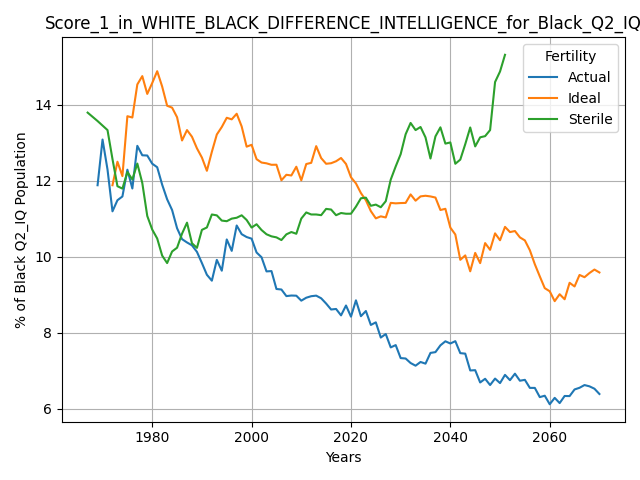 Score_1_in_WHITE_BLACK_DIFFERENCE_INTELLIGENCE_for_Black_Q2_IQ
Fertility
Actual
Ideal
Sterile
% of Black Q2_IQ Population
14
12
10
8
6
1980
2000
2020
2040
2060
Years